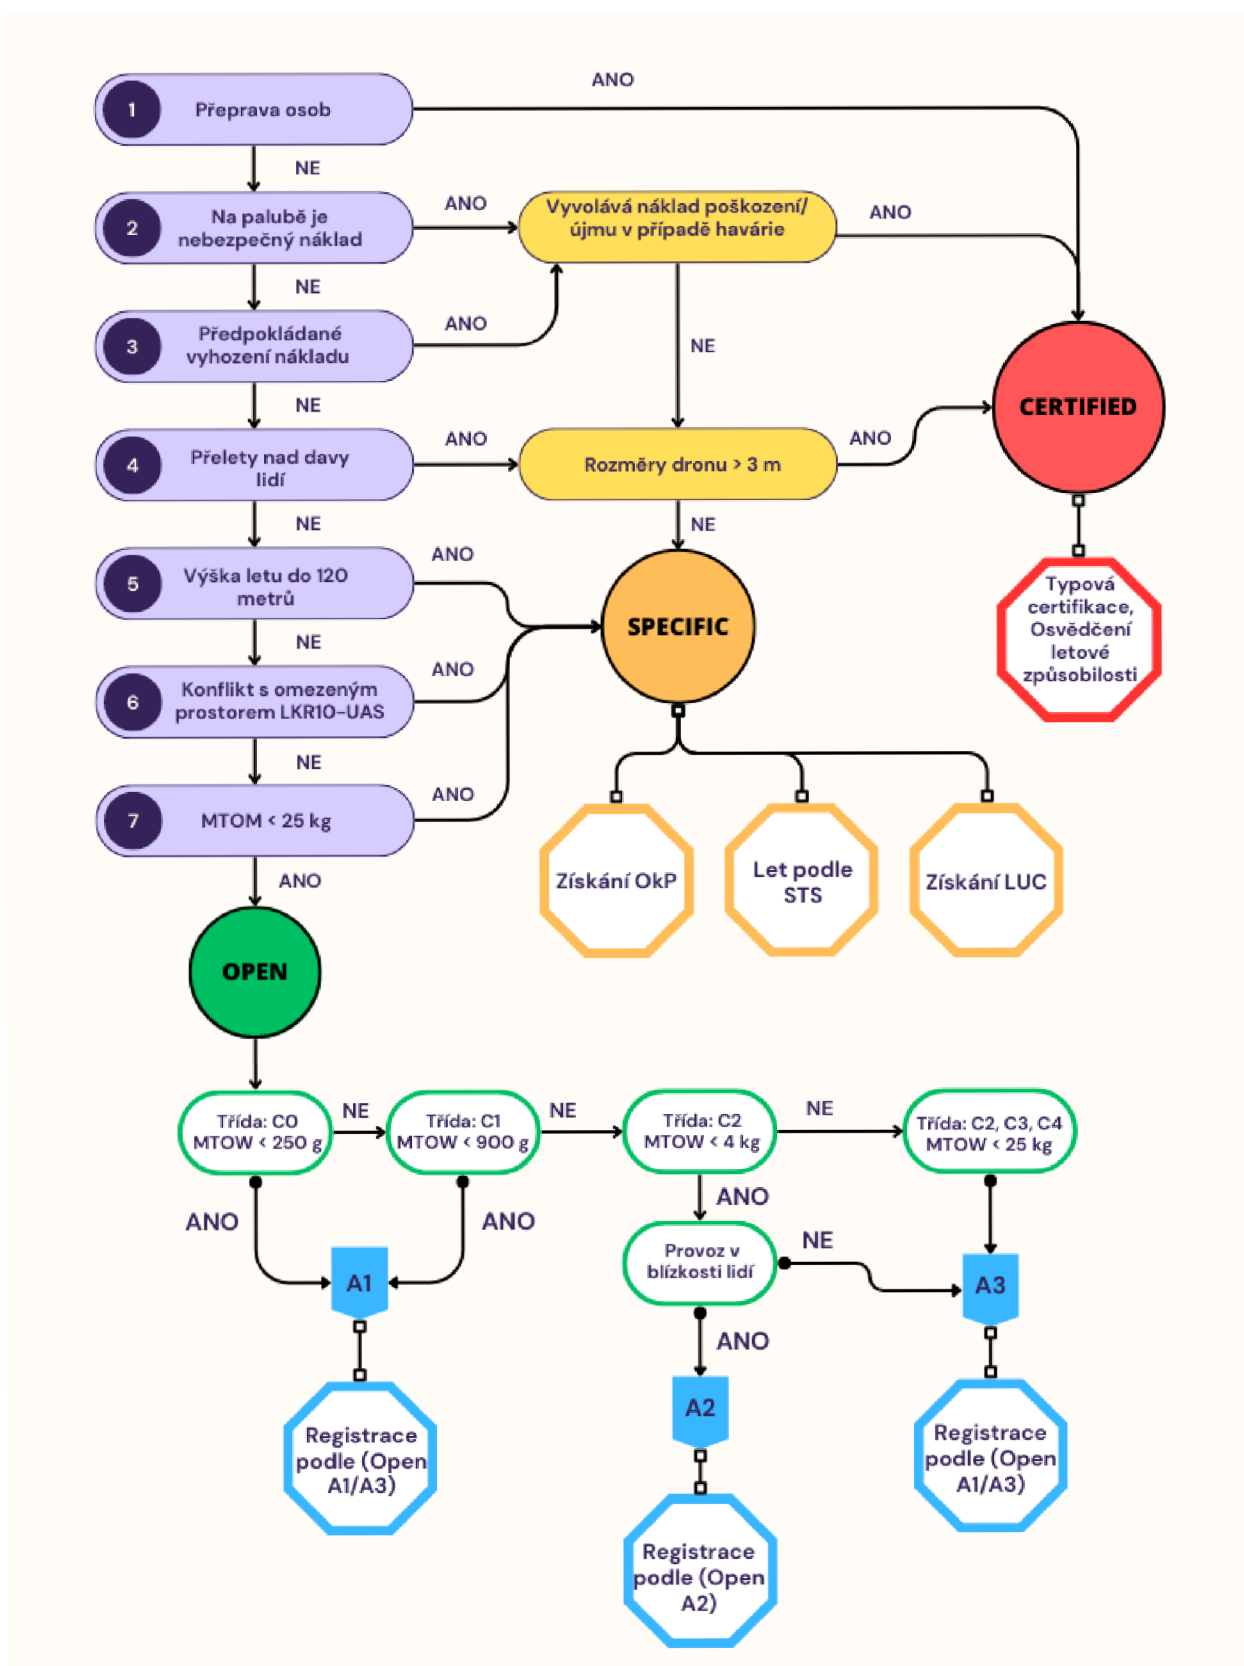 ANO
1
Přeprava osob
NE
2
Na palubě je
nebezpečný náklad
ANO
Vyvolává náklad poškození/
újmu v případě havárie
ANO
NE
3
Předpokládané
vyhození nákladu
ANO
NE
NE
CERTIFIED
4
Přelety nad davy
lidí
ANO
Rozměry dronu > 3 m
ANO
NE
NE
5
Výška letu do 120
metrů
ANO
SPECIFIC
Typová
certifikace,
Osvědčení
letové
způsobilosti
NE
6
Konflikt s omezeným
prostorem LKR10-UAS
ANO
NE
7
MTOM < 25 kg
ANO
ANO
Získání OkP
Let podle
STS
Získání LUC
OPEN
Třída: C0
MTOW < 250 g
NE
Třída: C1
MTOW < 900 g
NE
Třída: C2
MTOW < 4 kg
NE
Třída: C2, C3, C4
MTOW < 25 kg
ANO
ANO
ANO
Provoz v
blízkosti lidí
NE
A1
A3
ANO
A2
Registrace
podle (Open
A1/A3)
Registrace
podle (Open
A1/A3)
Registrace
podle (Open
A2)